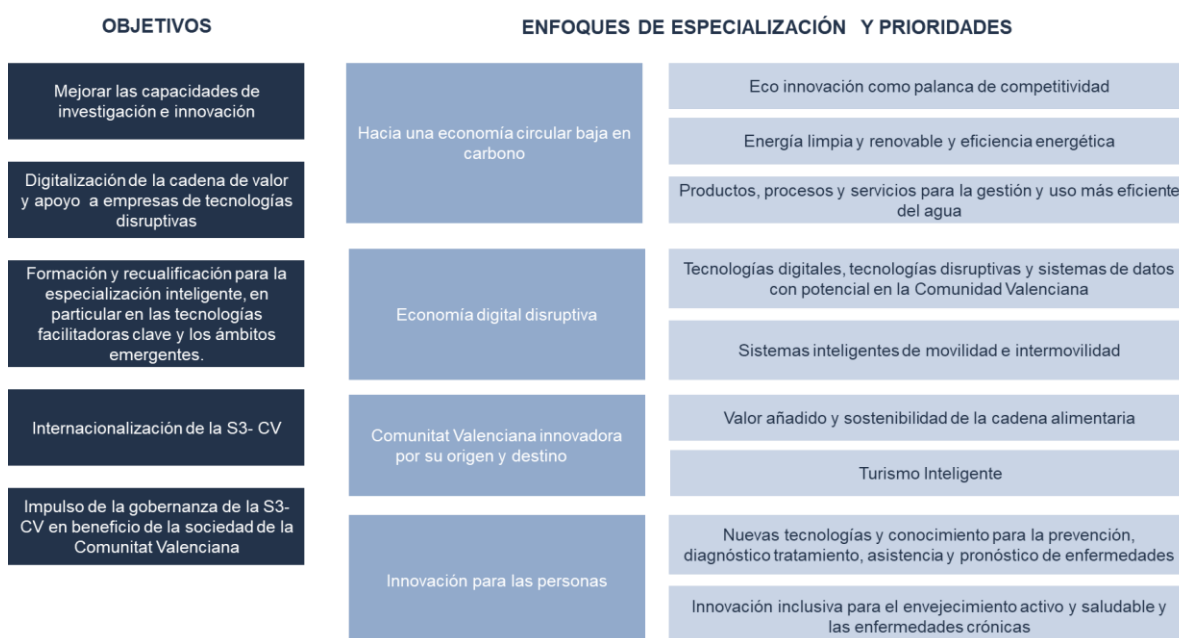 OBJETIVOS
ENFOQUES DE ESPECIALIZACIÓN Y PRIORIDADES
Mejorar las capacidades de
investigación e innovación
Digitalización de la cadena de valor
y apoyo a empresas de tecnologías
disruptivas
Formación y recualificación para la
especialización inteligente, en
particular en las tecnologías
facilitadoras clave y los ámbitos
emergentes.
Internacionalización de la S3- CV
Impulso de la gobernanza de la S3-
CV en beneficio de la sociedad de la
Comunitat Valenciana
Hacia una economía circular baja en
carbono
Eco innovación como palanca de competitividad
Energía limpia y renovable y eficiencia energética
Productos, procesos y servicios para la gestión y uso más eficiente
del agua
Economía digital disruptiva
Tecnologías digitales, tecnologías disruptivas y sistemas de datos
con potencial en la Comunidad Valenciana
Sistemas inteligentes de movilidad e intermovilidad
Comunitat Valenciana innovadora
por su origen y destino
Valor añadido y sostenibilidad de la cadena alimentaria
Turismo Inteligente
Innovación para las personas
Nuevas tecnologías y conocimiento para la prevención,
diagnóstico tratamiento, asistencia y pronóstico de enfermedades
Innovación inclusiva para el envejecimiento activo y saludable y
las enfermedades crónicas